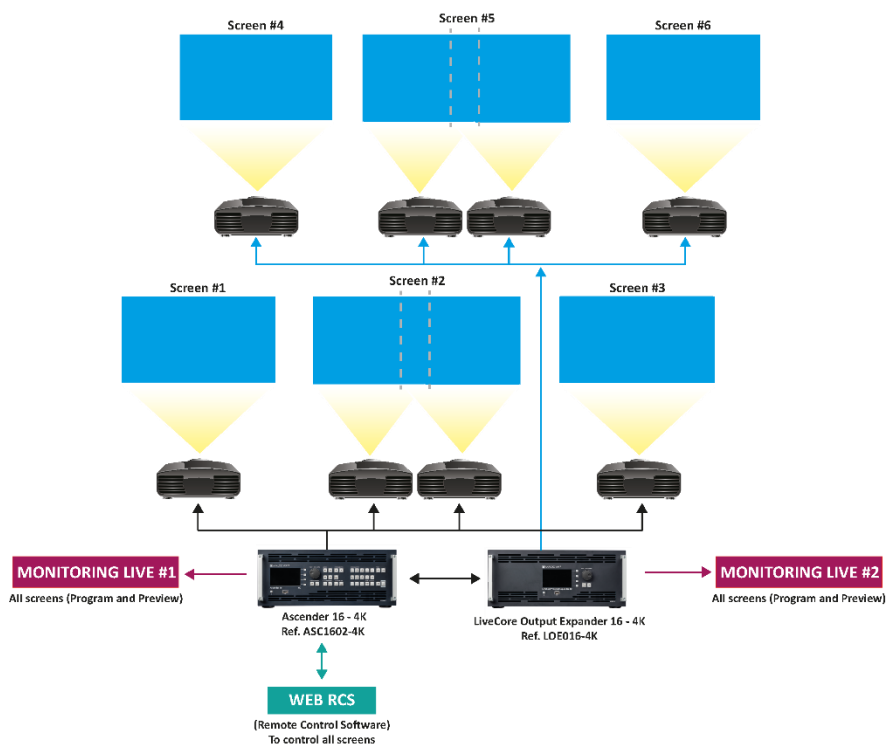 Screen #4
Screen #5
Screen #6
Screen #1
Screen #2
Screen #3
MONITORING LIVE #1
All screens (Program and Preview)
MONITORING LIVE #2
All screens (Program and Preview)
Ascender 16 - 4K
Ref. ASC1602-4K
LiveCore Output Expander 16 - 4K
Ref. LOE016-4K
WEB RCS
(Remote Control Software)
To control all screens